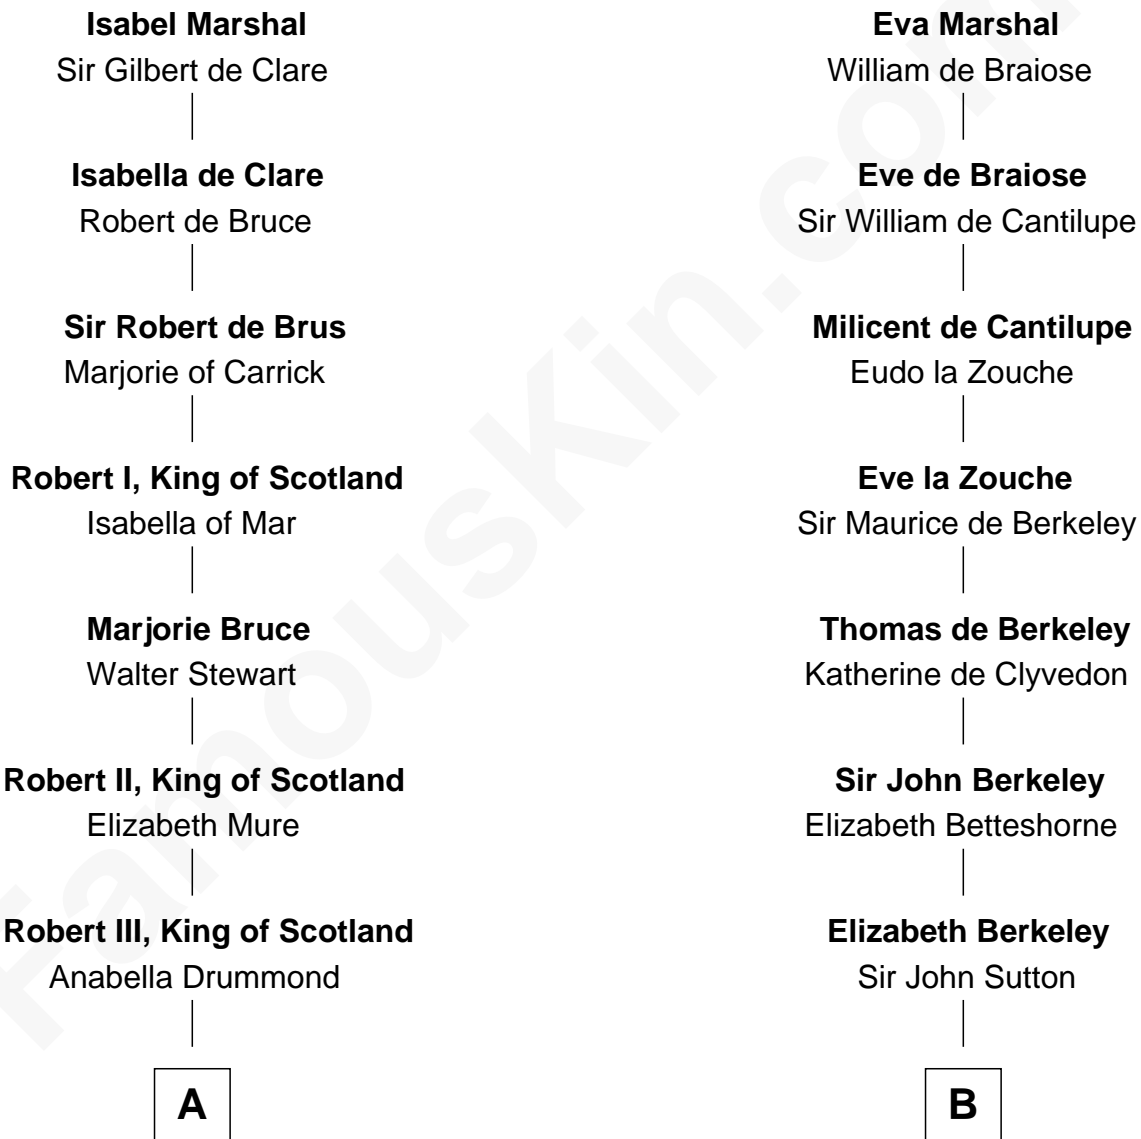 Isabel Marshal
Sir Gilbert de Clare
Isabella de Clare
Robert de Bruce
Sir Robert de Brus
Marjorie of Carrick
Robert I, King of Scotland
Isabella of Mar
Marjorie Bruce
Walter Stewart
Robert II, King of Scotland
Elizabeth Mure
Robert III, King of Scotland
Anabella Drummond
A
Eva Marshal
William de Braiose
Eve de Braiose
Sir William de Cantilupe
Milicent de Cantilupe
Eudo la Zouche
Eve la Zouche
Sir Maurice de Berkeley
Thomas de Berkeley
Katherine de Clyvedon
Sir John Berkeley
Elizabeth Betteshorne
Elizabeth Berkeley
Sir John Sutton
B
FamousKin.com